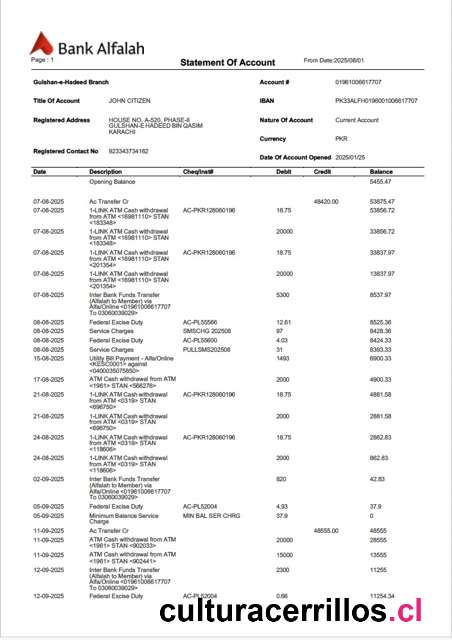 Bank Alfalah
Page : 1
Statement Of Account
From Date:2025/08/01
Gulshan-e-Hadeed Branch
Account # 01961006617707
Title Of Account JOHN CITIZEN
IBAN PK33ALFH0196001006617707
Registered Address HOUSE NO. A-520, PHASE-II
GULSHAN-E HADEED BIN QASIM
KARACHI
Nature Of Account Current Account
Currency PKR
Registered Contact No 923343734162
Date Of Account Opened 2025/01/25
Date Description Cheq/Inst# Debit Credit Balance
Opening Balance 5455.47
07-08-2025 Ac Transfer Cr 48420.00 53875.47
07-08-2025 1-LINK ATM Cash withdrawal AC-PKR128060196 18.75 53856.72
from ATM <16981110> STAN
<183348>
07-08-2025 1-LINK ATM Cash withdrawal 20000 33856.72
from ATM <16981110> STAN
<183348>
07-08-2025 1-LINK ATM Cash withdrawal AC-PKR128060196 18.75 33837.97
from ATM <16981110> STAN
<201354>
07-08-2025 1-LINK ATM Cash withdrawal 20000 13837.97
from ATM <16981110> STAN
<201354>
07-08-2025 Inter Bank Funds Transfer 5300 8537.97
(Alfalah to Member) via
Alfa/Online <01961006617707
To 03060039029>
08-08-2025 Federal Excise Duty AC-PL55566 12.61 8525.36
08-08-2025 Service Charges SMSCHG 202508 97 8428.36
08-08-2025 Federal Excise Duty AC-PL55600 4.03 8424.33
08-08-2025 Service Charges PULLSMS202508 31 8393.33
15-08-2025 Utility Bill Payment - Alfa/Online 1493 6900.33
<KESC0001> against
<0400035075850>
17-08-2025 ATM Cash withdrawal from ATM 2000 4900.33
<1961> STAN <566278>
21-08-2025 1-LINK ATM Cash withdrawal AC-PKR128060196 18.75 4881.58
from ATM <0319> STAN
<696750>
21-08-2025 1-LINK ATM Cash withdrawal 2000 2881.58
from ATM <0319> STAN
<696750>
24-08-2025 1-LINK ATM Cash withdrawal AC-PKR128060196 18.75 2862.83
from ATM <0319> STAN
<118606>
24-08-2025 1-LINK ATM Cash withdrawal 2000 862.83
from ATM <0319> STAN
<118606>
02-09-2025 Inter Bank Funds Transfer 820 42.83
(Alfalah to Member) via
Alfa/Online <01961006617707
To 03060039029>
05-09-2025 Federal Excise Duty AC-PL52004 4.93 37.9
05-09-2025 Minimum Balance Service MIN BAL SER CHRG 37.9 0
Charge
11-09-2025 Ac Transfer Cr 48555.00 48555
11-09-2025 ATM Cash withdrawal from ATM 20000 28555
<1961> STAN <902033>
11-09-2025 ATM Cash withdrawal from ATM 15000 13555
<1961> STAN <902441>
12-09-2025 Inter Bank Funds Transfer 2300 11255
(Alfalah to Member) via
Alfa/Online <01961006617707
To 03060039029>
12-09-2025 Federal Excise Duty AC-PL52004 0.66 11254.34
culturacerrillos.cl